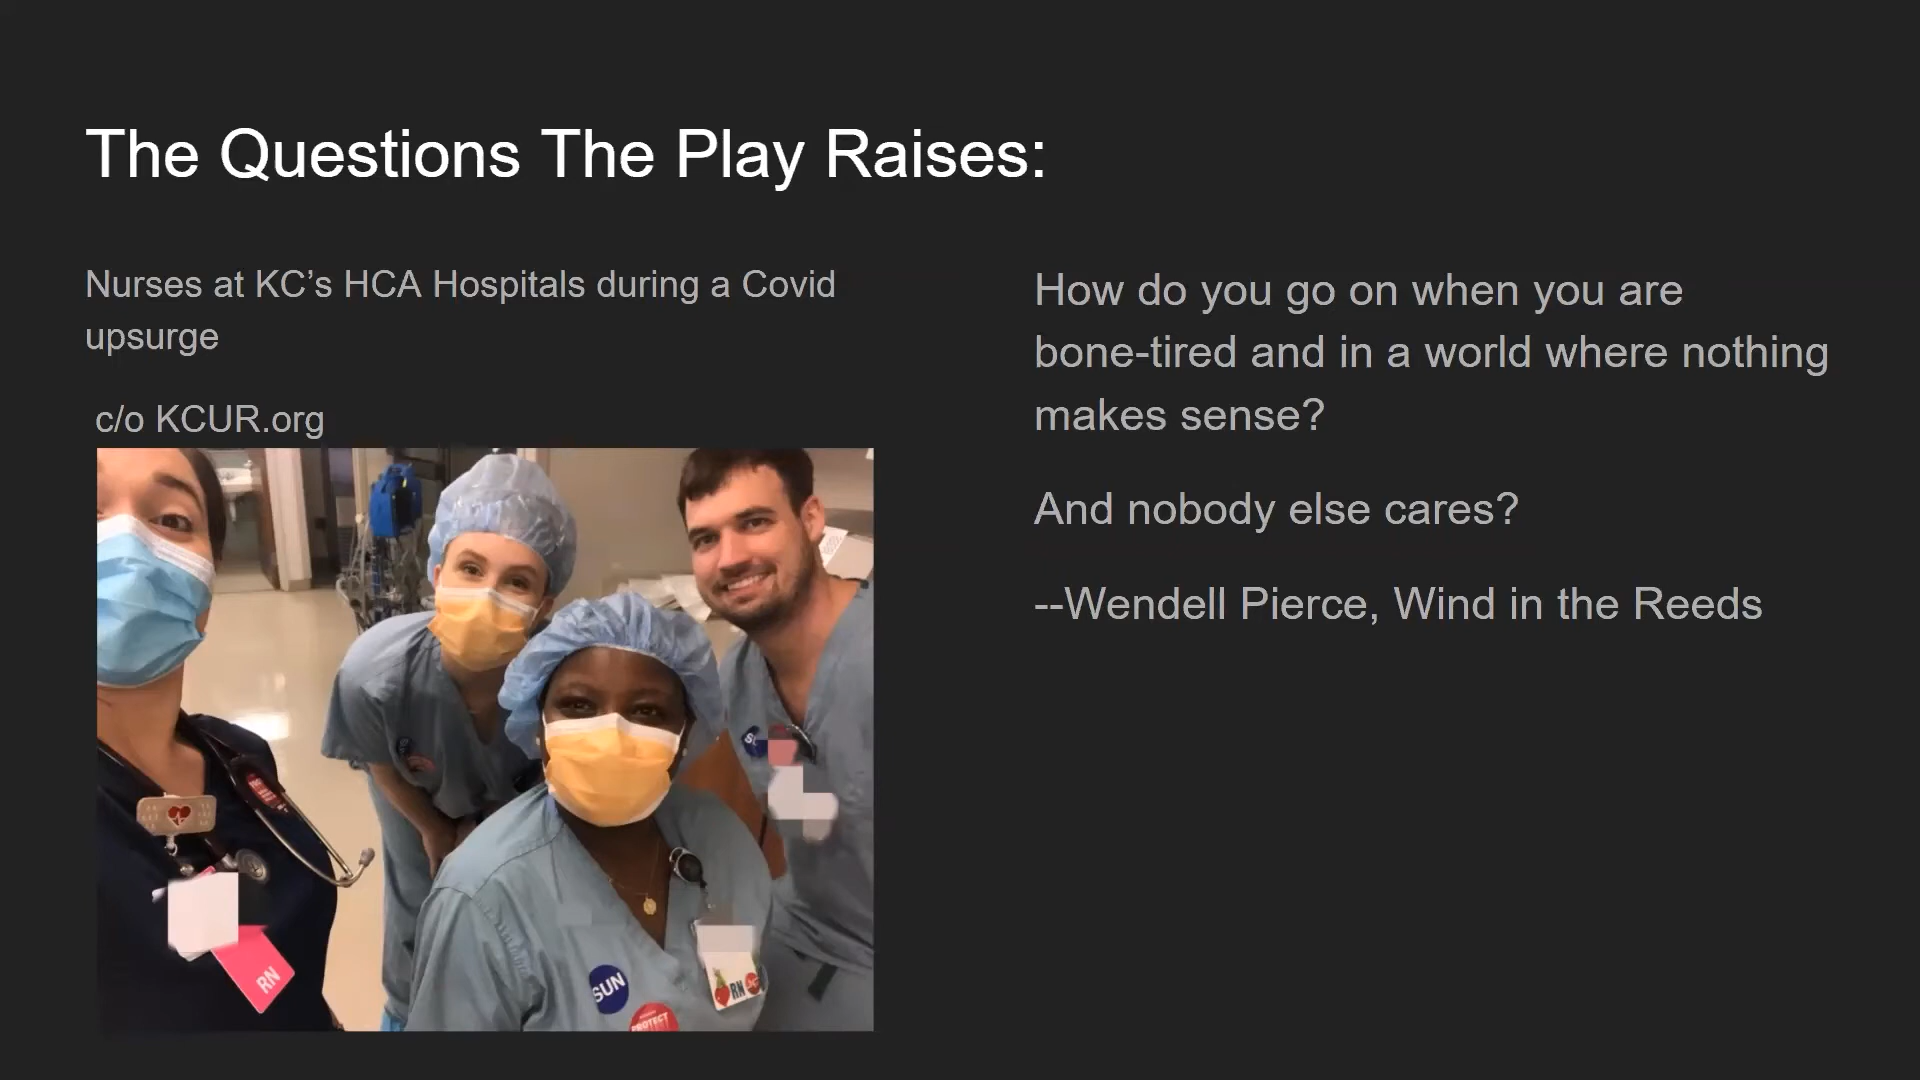 The Questions The Play Raises:
Nurses at KC’s HCA Hospitals during a Covid
upsurge
c/o KCUR.org
How do you go on when you are
bone-tired and in a world where nothing
makes sense?
And nobody else cares?
--Wendell Pierce, Wind in the Reeds
RN
SUN
PROTECT
RN